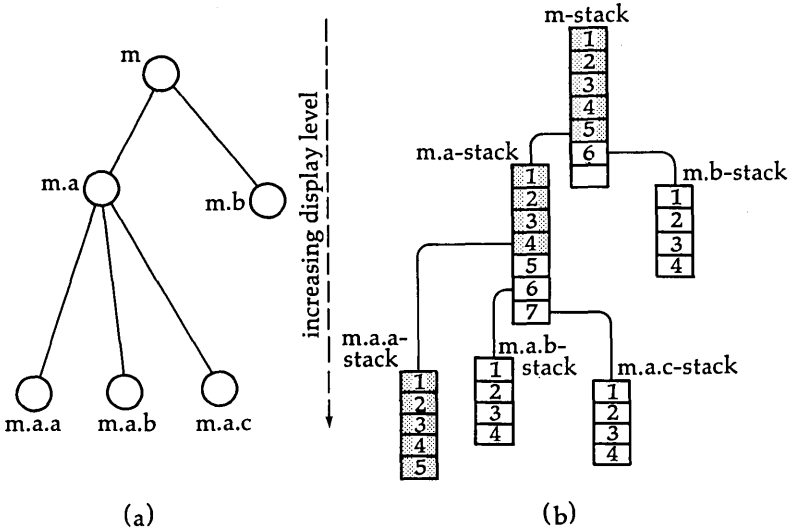 m
m.a
m.b
m.a.a
m.a.b
m.a.c
(a)
increasing display level
m-stack
1
2
3
4
5
6
m.a-stack
1
2
3
4
5
6
7
m.b-stack
1
2
3
4
m.a.a-
stack
1
2
3
4
5
m.a.b-
stack
1
2
3
4
m.a.c-stack
1
2
3
4
(b)